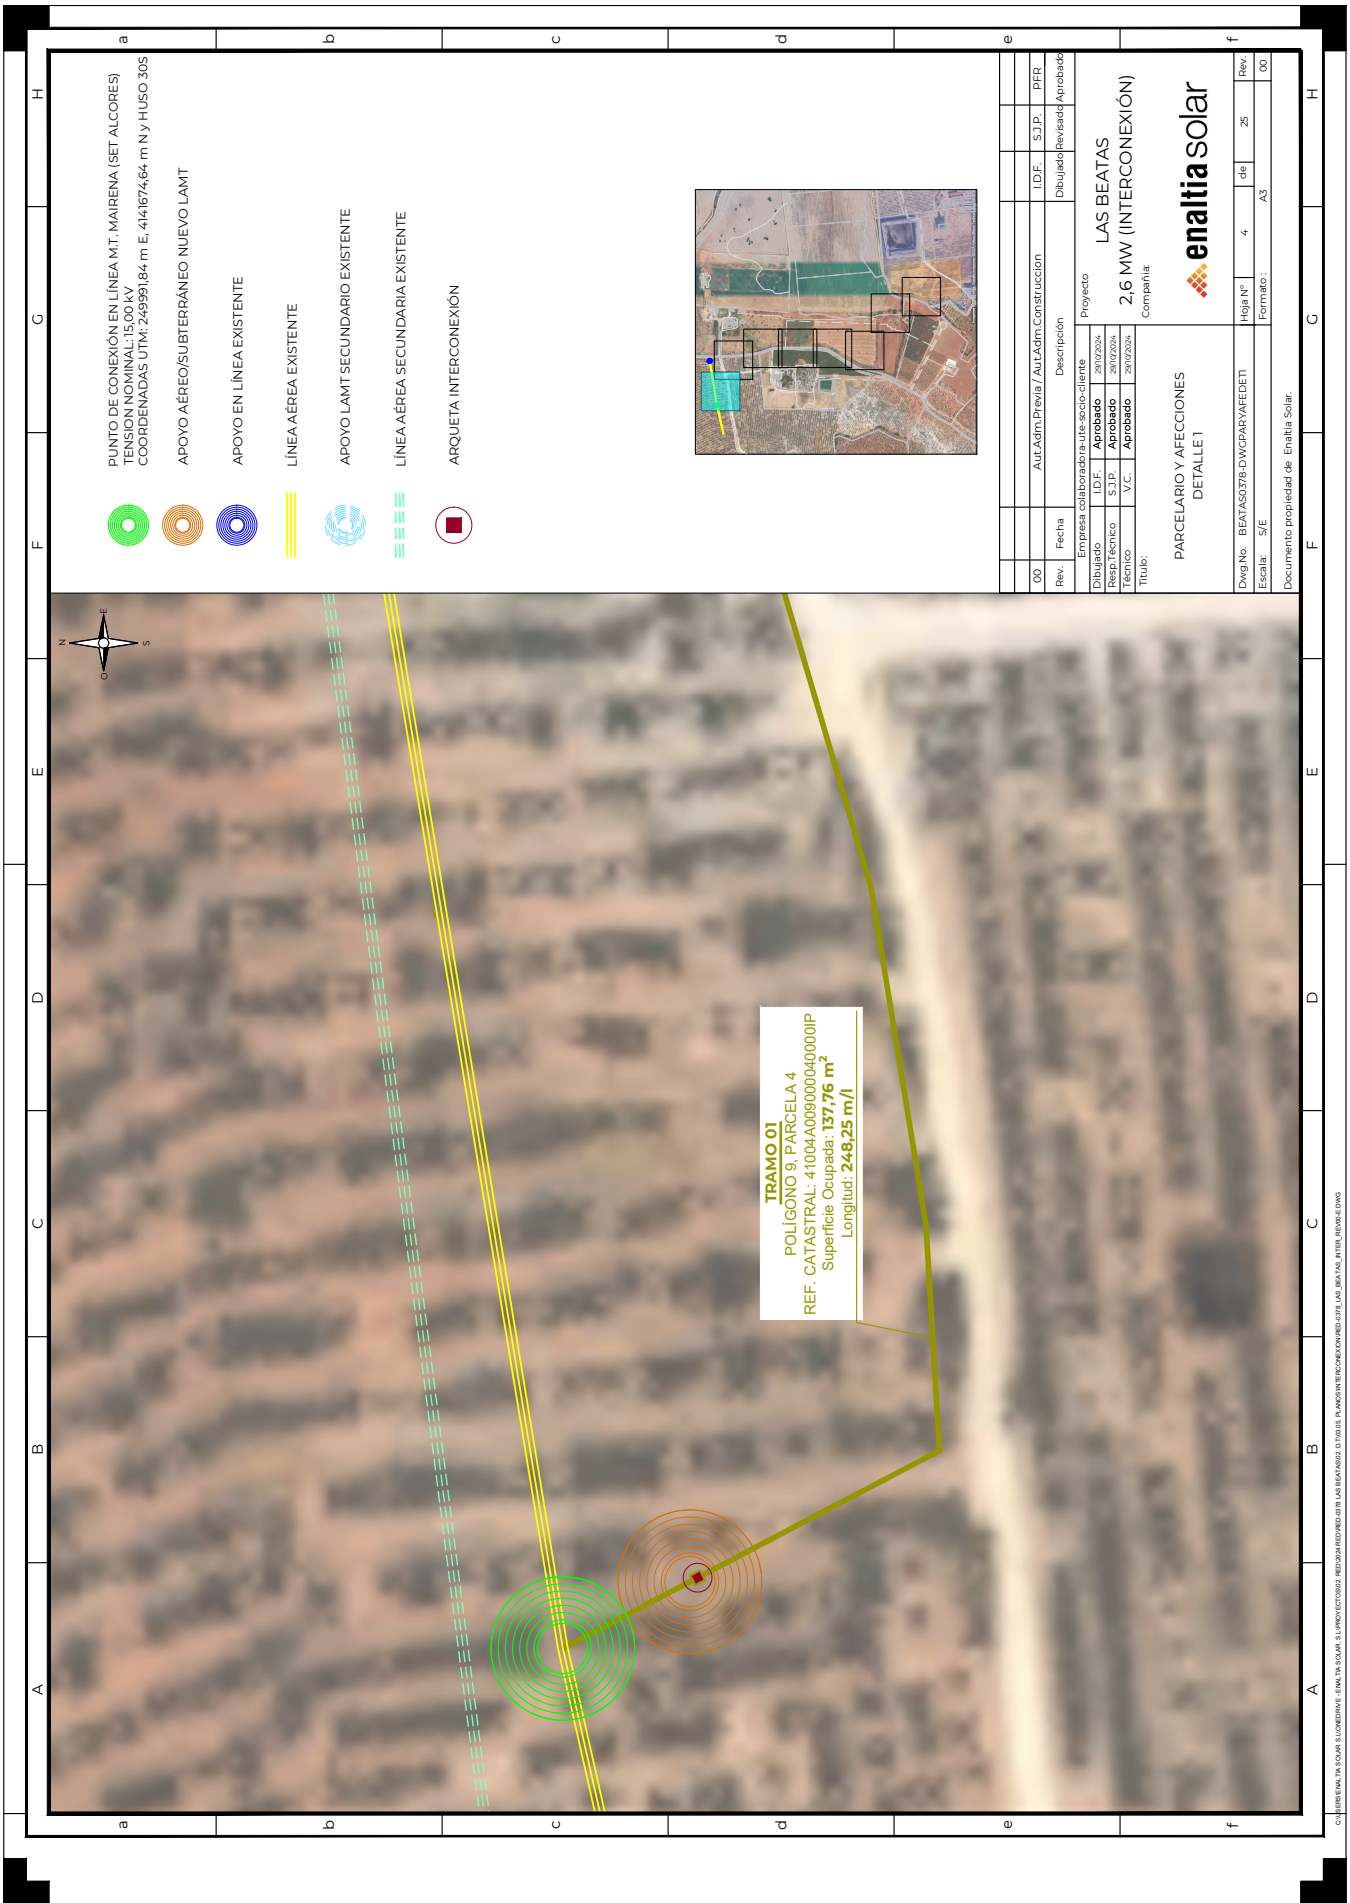 PUNTO DE CONEXIÓN EN LÍNEA M.T. MAIRENA (SET ALCORES)
TENSION NOMINAL: 15,00 kV
COORDENADAS UTM: 249991,84 m E, 4141674,64 m N y HUSO 30S
APOYO AÉREO/SUBTERRÁNEO NUEVO LAMT
APOYO EN LÍNEA EXISTENTE
LÍNEA AÉREA EXISTENTE
APOYO LAMT SECUNDARIO EXISTENTE
LÍNEA AÉREA SECUNDARIA EXISTENTE
ARQUETA INTERCONEXIÓN
N
S
E
O
TRAMO 01
POLÍGONO 9, PARCELA 4
REF. CATASTRAL: 41004A009000040000IP
Superficie Ocupada: 137,76 m²
Longitud: 248,25 m/l
00 Aut.Adm.Previa / Aut.Adm.Construccion I.D.F. S.J.P. PFR
Rev. Fecha Descripción Dibujado Revisado Aprobado
Empresa colaboradora-ute-socio-cliente
Dibujado I.D.F. Aprobado 29/10/2024
Resp.Técnico S.J.P. Aprobado 29/10/2024
Técnico V.C. Aprobado 29/10/2024
Proyecto
LAS BEATAS
2,6 MW (INTERCONEXIÓN)
Compañia:
enaltia solar
Titulo:
PARCELARIO Y AFECCIONES
DETALLE 1
Dwg.No. BEATAS0378-DWGPARYAFEDET1 Hoja Nº 4 de 25 Rev.
Escala: S/E Formato : A3 00
Documento propiedad de Enaltia Solar.
A B C D E F G H
A B C D E F G H
a b c d e f
a b c d e f